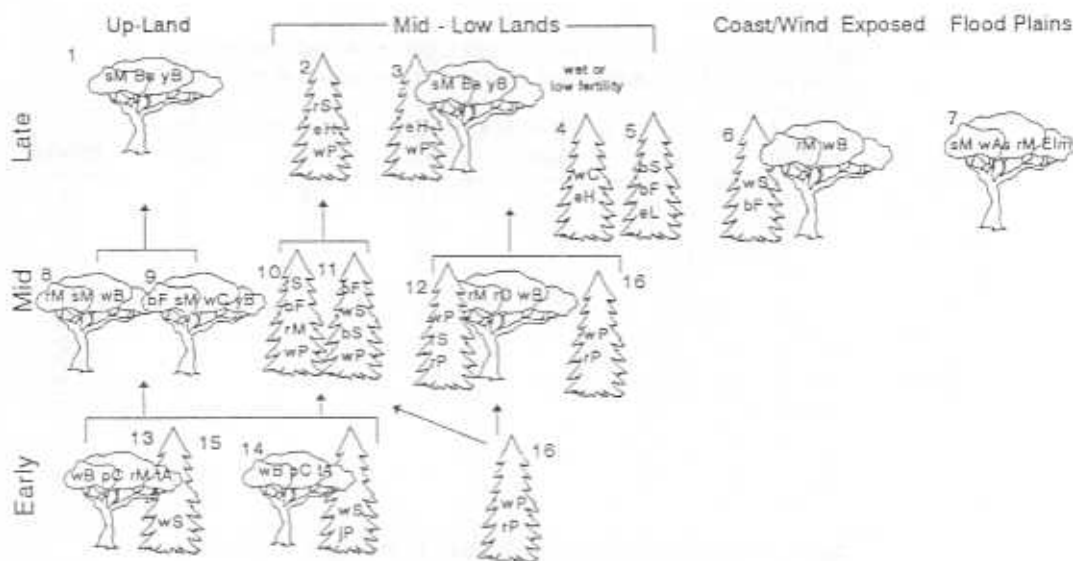 Up-Land
Mid - Low Lands
Coast/Wind Exposed
Flood Plains
Late
1
sM Be yB
2
rS
eH
wP
3
eH
wP
sM Be yB
wet or
low fertility
4
wC
eH
5
bS
bF
eL
6
wS
bF
rM wB
7
sM wAs rM Elm
Mid
8
rM sM wB
9
bF sM wC yB
10
bF
rM
wP
11
bF
wS
bS
wP
12
wP
rS
rP
rM rO wB
16
wP
rP
Early
13
wB pC rM tA
wS
15
14
wB pC tA
wS
jP
16
wP
rP